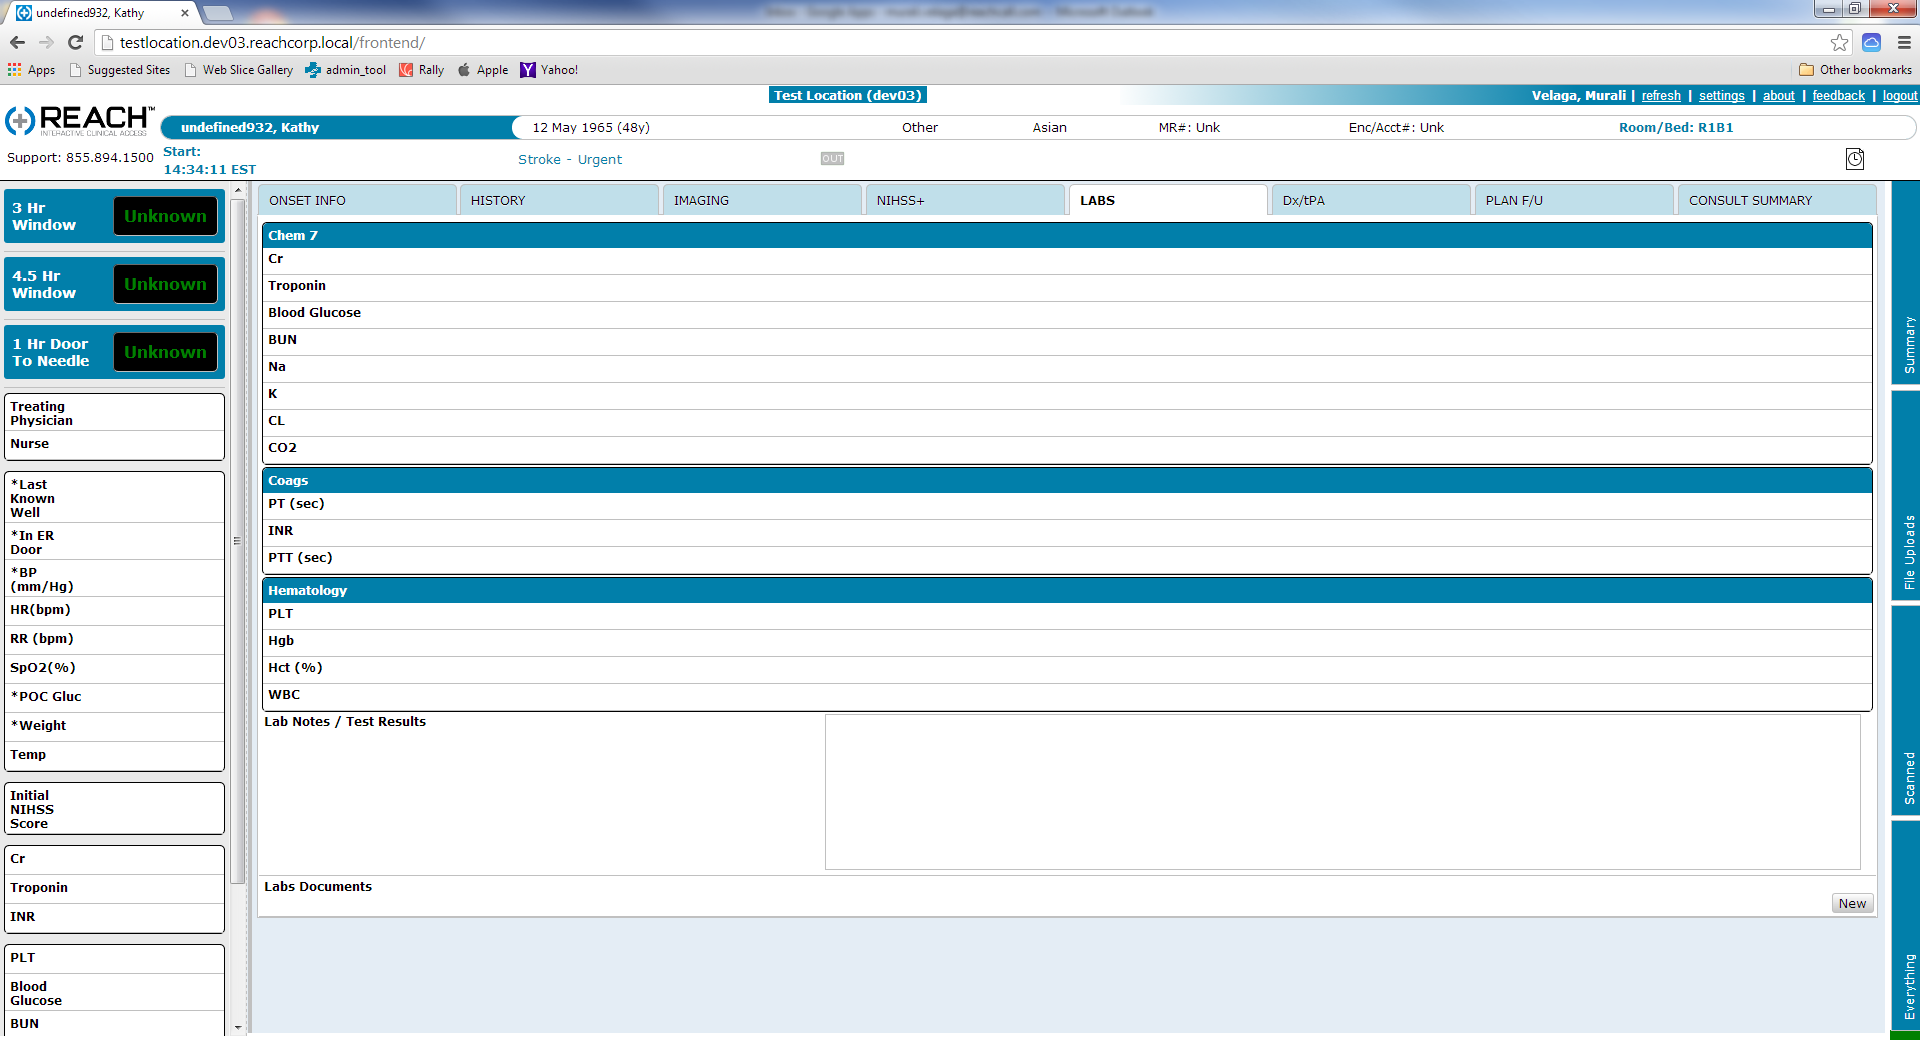 undefined932, Kathy
testlocation.dev03.reachcorp.local/frontend/
Apps Suggested Sites Web Slice Gallery admin_tool Rally Apple Yahoo! Other bookmarks
Test Location (dev03) Velaga, Murali | refresh | settings | about | feedback | logout
REACH™
INTERACTIVE CLINICAL ACCESS
undefined932, Kathy 12 May 1965 (48y) Other Asian MR#: Unk Enc/Acct#: Unk Room/Bed: R1B1
Support: 855.894.1500
Start:
14:34:11 EST
Stroke - Urgent OUT
3 Hr
Window
Unknown
4.5 Hr
Window
Unknown
1 Hr Door
To Needle
Unknown
Treating
Physician
Nurse
*Last
Known
Well
*In ER
Door
*BP
(mm/Hg)
HR(bpm)
RR (bpm)
SpO2(%)
*POC Gluc
*Weight
Temp
Initial
NIHSS
Score
Cr
Troponin
INR
PLT
Blood
Glucose
BUN
ONSET INFO HISTORY IMAGING NIHSS+ LABS Dx/tPA PLAN F/U CONSULT SUMMARY
Chem 7
Cr
Troponin
Blood Glucose
BUN
Na
K
CL
CO2
Coags
PT (sec)
INR
PTT (sec)
Hematology
PLT
Hgb
Hct (%)
WBC
Lab Notes / Test Results
Labs Documents
New
Summary
File Uploads
Scanned
Everything